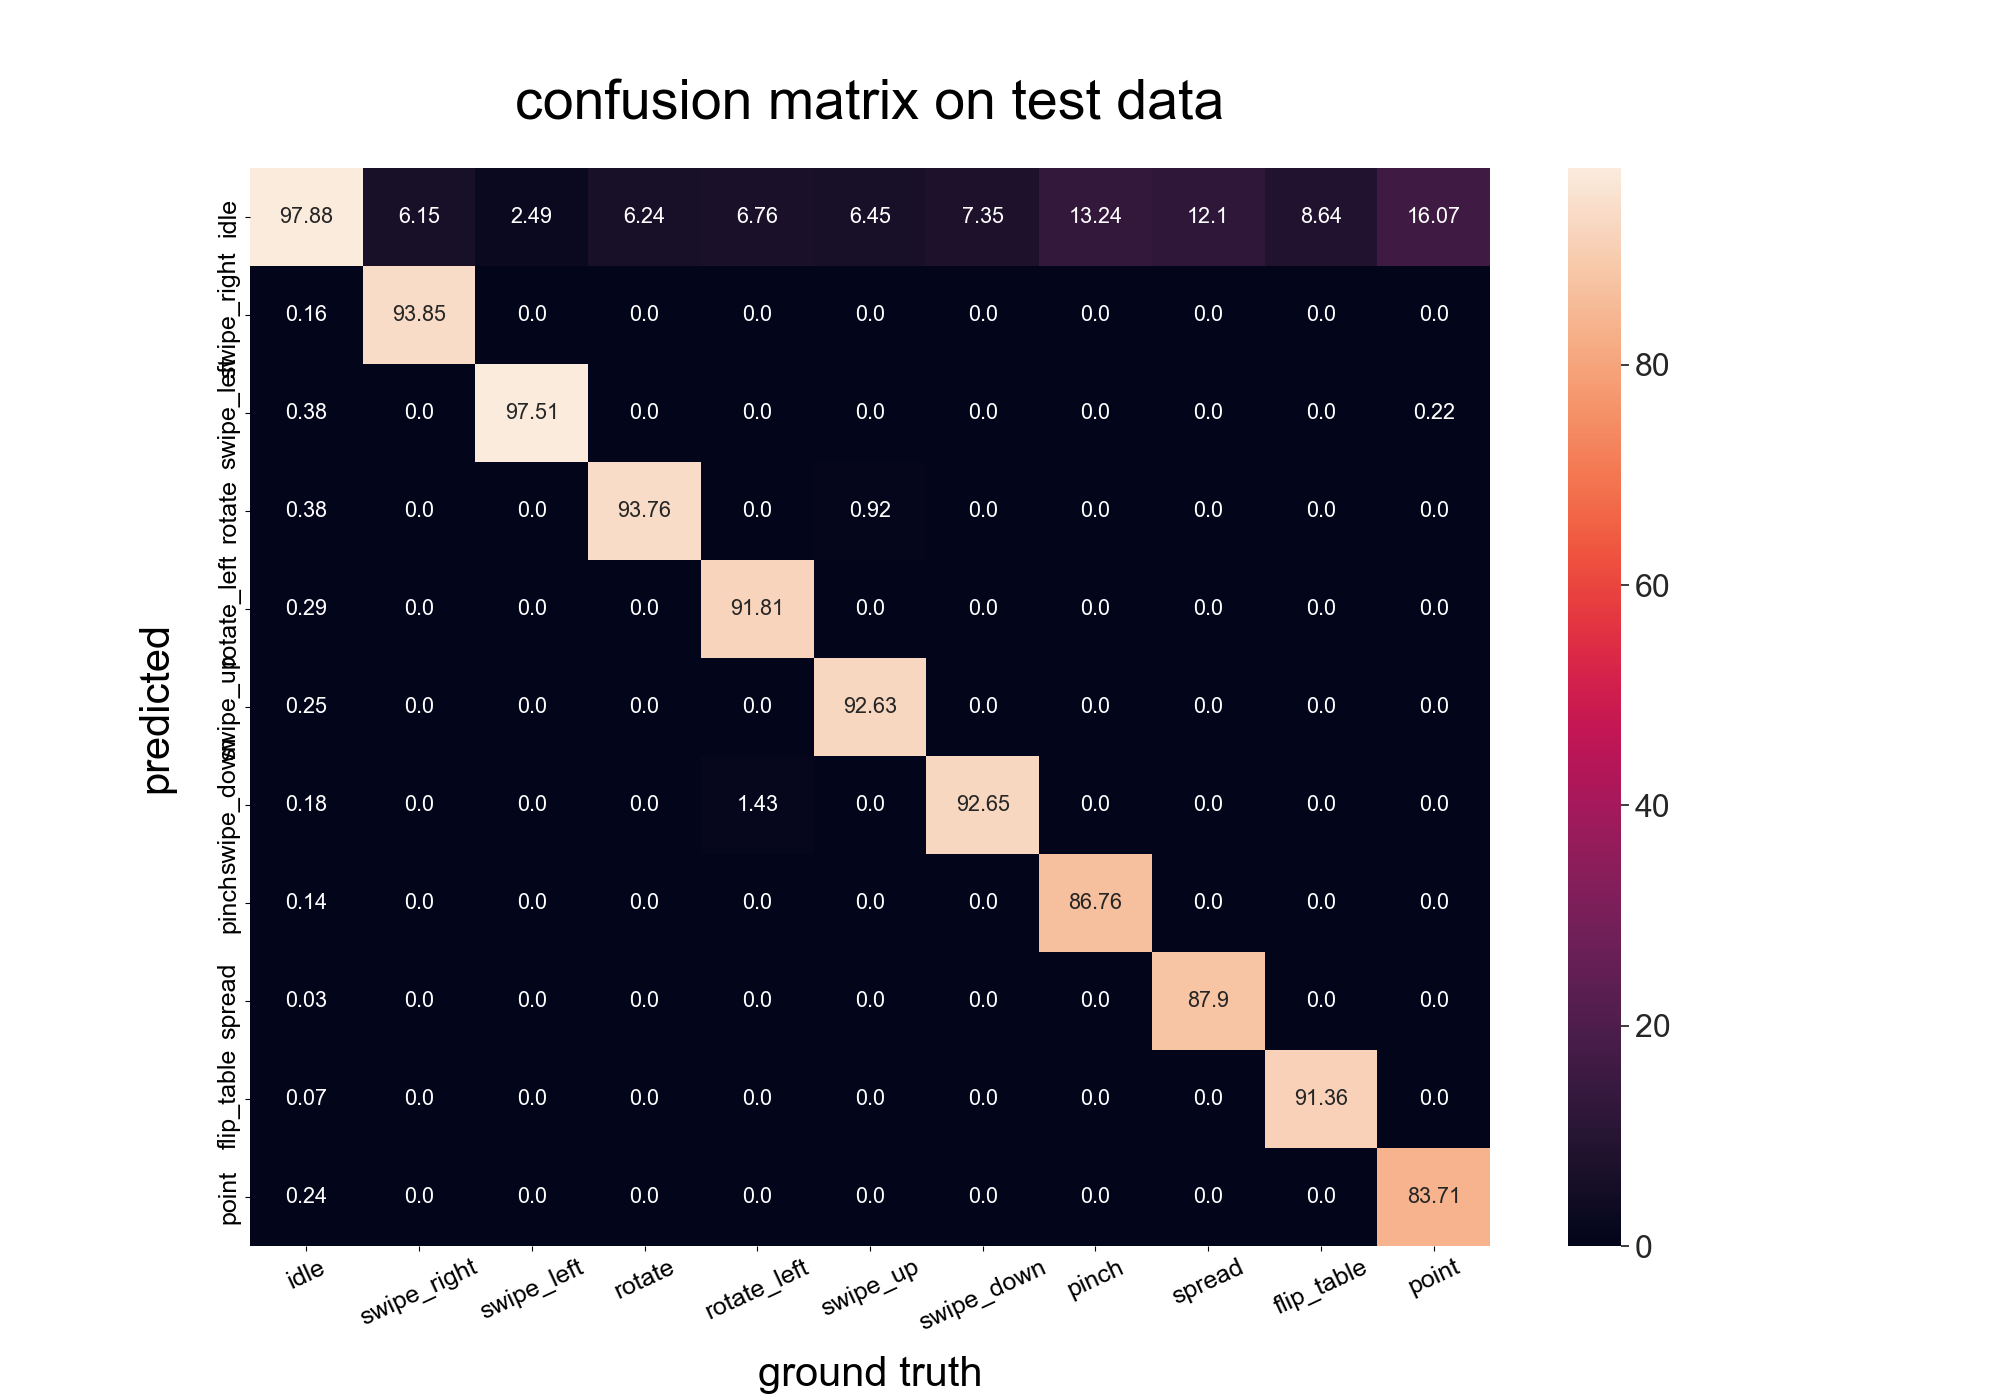 confusion matrix on test data
idle 97.88 6.15 2.49 6.24 6.76 6.45 7.35 13.24 12.1 8.64 16.07
swipe_right 0.16 93.85 0.0 0.0 0.0 0.0 0.0 0.0 0.0 0.0 0.0
swipe_left 0.38 0.0 97.51 0.0 0.0 0.0 0.0 0.0 0.0 0.0 0.22
rotate 0.38 0.0 0.0 93.76 0.0 0.92 0.0 0.0 0.0 0.0 0.0
rotate_left 0.29 0.0 0.0 0.0 91.81 0.0 0.0 0.0 0.0 0.0 0.0
swipe_up 0.25 0.0 0.0 0.0 0.0 92.63 0.0 0.0 0.0 0.0 0.0
swipe_down 0.18 0.0 0.0 0.0 1.43 0.0 92.65 0.0 0.0 0.0 0.0
pinch 0.14 0.0 0.0 0.0 0.0 0.0 0.0 86.76 0.0 0.0 0.0
spread 0.03 0.0 0.0 0.0 0.0 0.0 0.0 0.0 87.9 0.0 0.0
flip_table 0.07 0.0 0.0 0.0 0.0 0.0 0.0 0.0 0.0 91.36 0.0
point 0.24 0.0 0.0 0.0 0.0 0.0 0.0 0.0 0.0 0.0 83.71
idle swipe_right swipe_left rotate rotate_left swipe_up swipe_down pinch spread flip_table point
ground truth
predicted
80
60
40
20
0